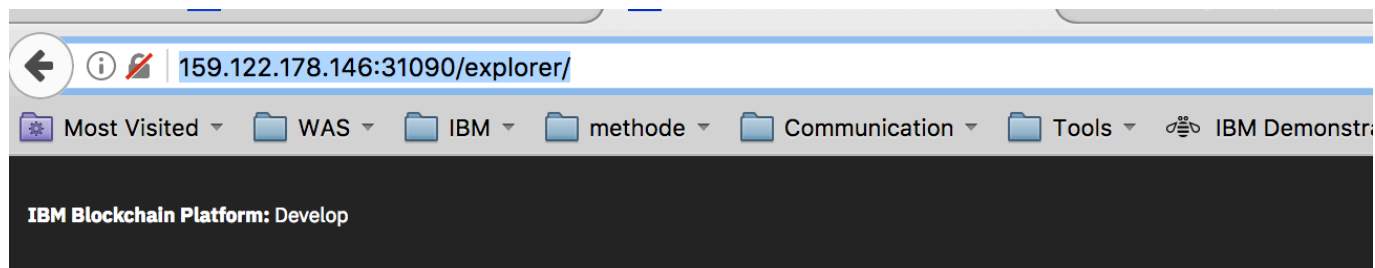 159.122.178.146:31090/explorer/
Most Visited WAS IBM methode Communication Tools IBM Demonstra
IBM Blockchain Platform: Develop